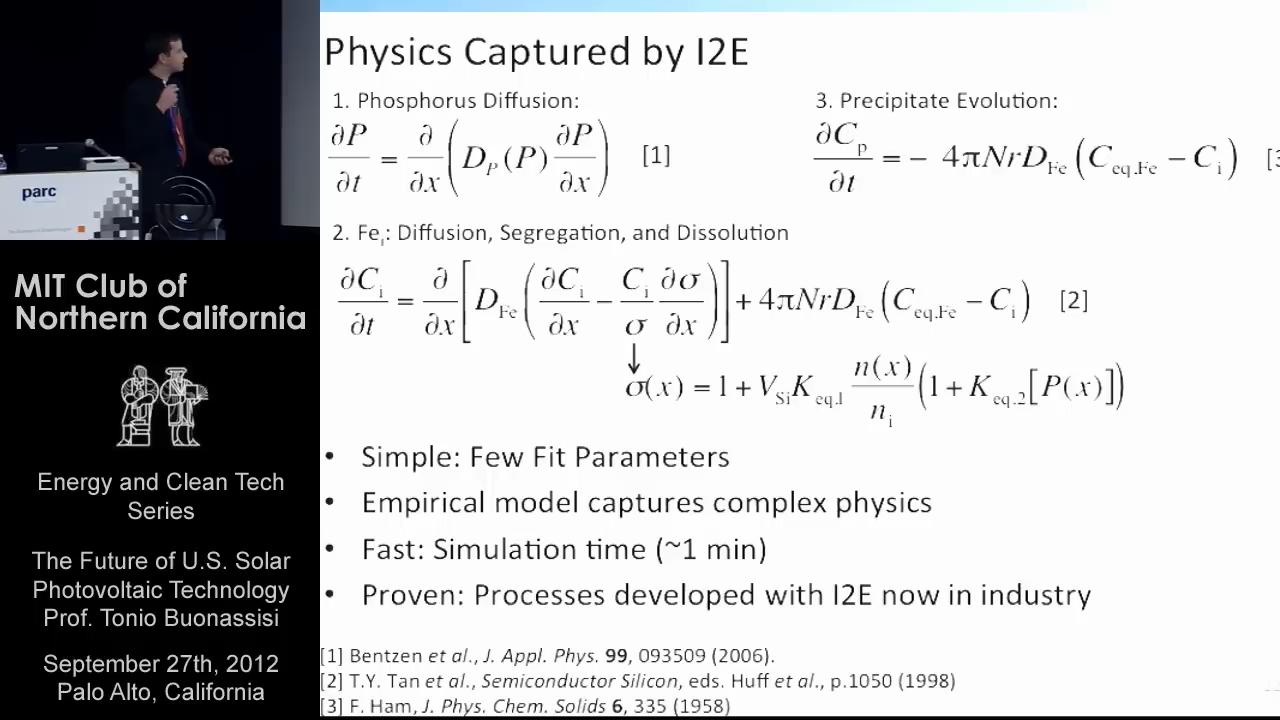 parc
MIT Club of
Northern California
Energy and Clean Tech
Series
The Future of U.S. Solar
Photovoltaic Technology
Prof. Tonio Buonassisi
September 27th, 2012
Palo Alto, California
Physics Captured by I2E
1. Phosphorus Diffusion:
∂P/∂t = ∂/∂x (D_P(P) ∂P/∂x) [1]
3. Precipitate Evolution:
∂C_p/∂t = − 4πNrD_Fe (C_eq.Fe − C_i) [3
2. Fe_i: Diffusion, Segregation, and Dissolution
∂C_i/∂t = ∂/∂x [D_Fe (∂C_i/∂x − C_i/σ ∂σ/∂x)] + 4πNrD_Fe (C_eq.Fe − C_i) [2]
↓
σ(x) = 1 + V_Si K_eq.1 n(x)/n_i (1 + K_eq.2 [P(x)])
• Simple: Few Fit Parameters
• Empirical model captures complex physics
• Fast: Simulation time (~1 min)
• Proven: Processes developed with I2E now in industry
[1] Bentzen et al., J. Appl. Phys. 99, 093509 (2006).
[2] T.Y. Tan et al., Semiconductor Silicon, eds. Huff et al., p.1050 (1998)
[3] F. Ham, J. Phys. Chem. Solids 6, 335 (1958)